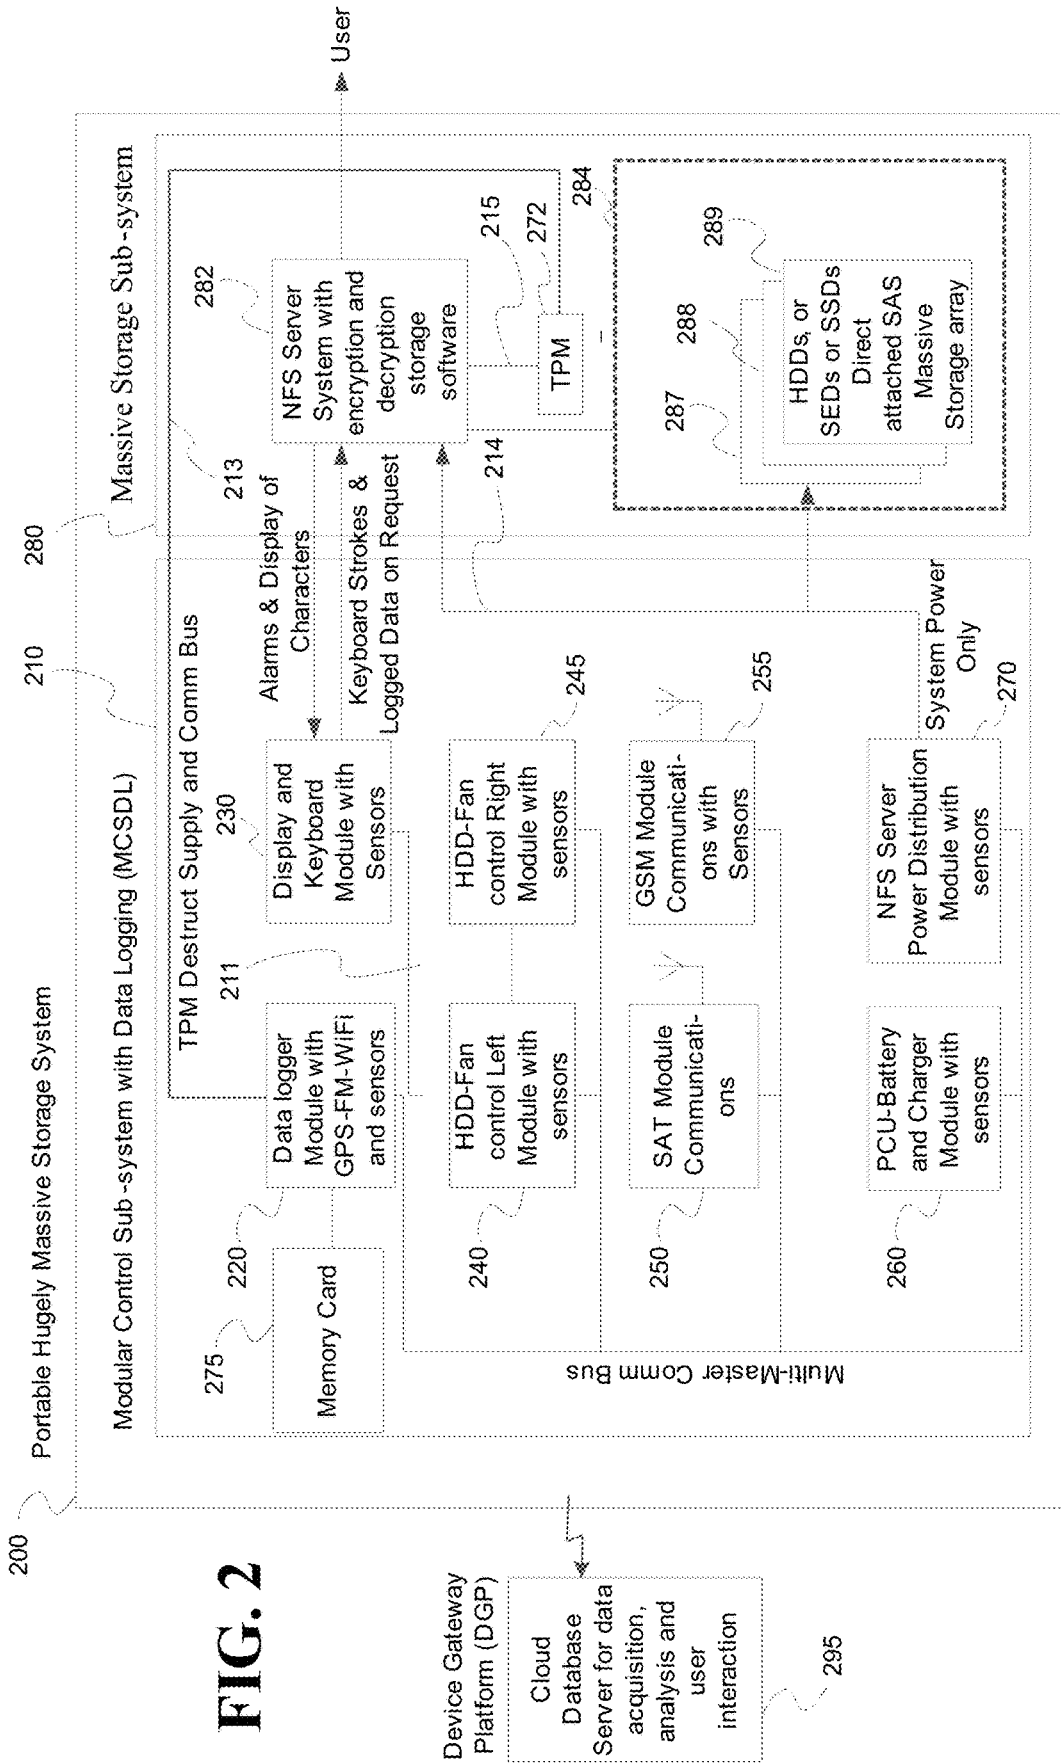 FIG. 2
200
Portable Hugely Massive Storage System
210
280
Modular Control Sub-system with Data Logging (MCSDL)
Massive Storage Sub-system
213
TPM Destruct Supply and Comm Bus
275
Memory Card
220
Data logger
Module with
GPS-FM-WiFi
and sensors
211
230
Display and
Keyboard
Module with
Sensors
Alarms & Display of
Characters
Keyboard Strokes &
Logged Data on Request
282
NFS Server
System with
encryption and
decryption
storage
software
User
214
215
272
TPM
284
240
HDD-Fan
control Left
Module with
sensors
245
HDD-Fan
control Right
Module with
sensors
250
SAT Module
Communicati-
ons
255
GSM Module
Communicati-
ons with
Sensors
260
PCU-Battery
and Charger
Module with
sensors
270
NFS Server
Power Distribution
Module with
sensors
System Power
Only
287
288
289
HDDs, or
SEDs or SSDs
Direct
attached SAS
Massive
Storage array
Multi-Master Comm Bus
Device Gateway
Platform (DGP)
Cloud
Database
Server for data
acquisition,
analysis and
user
interaction
295